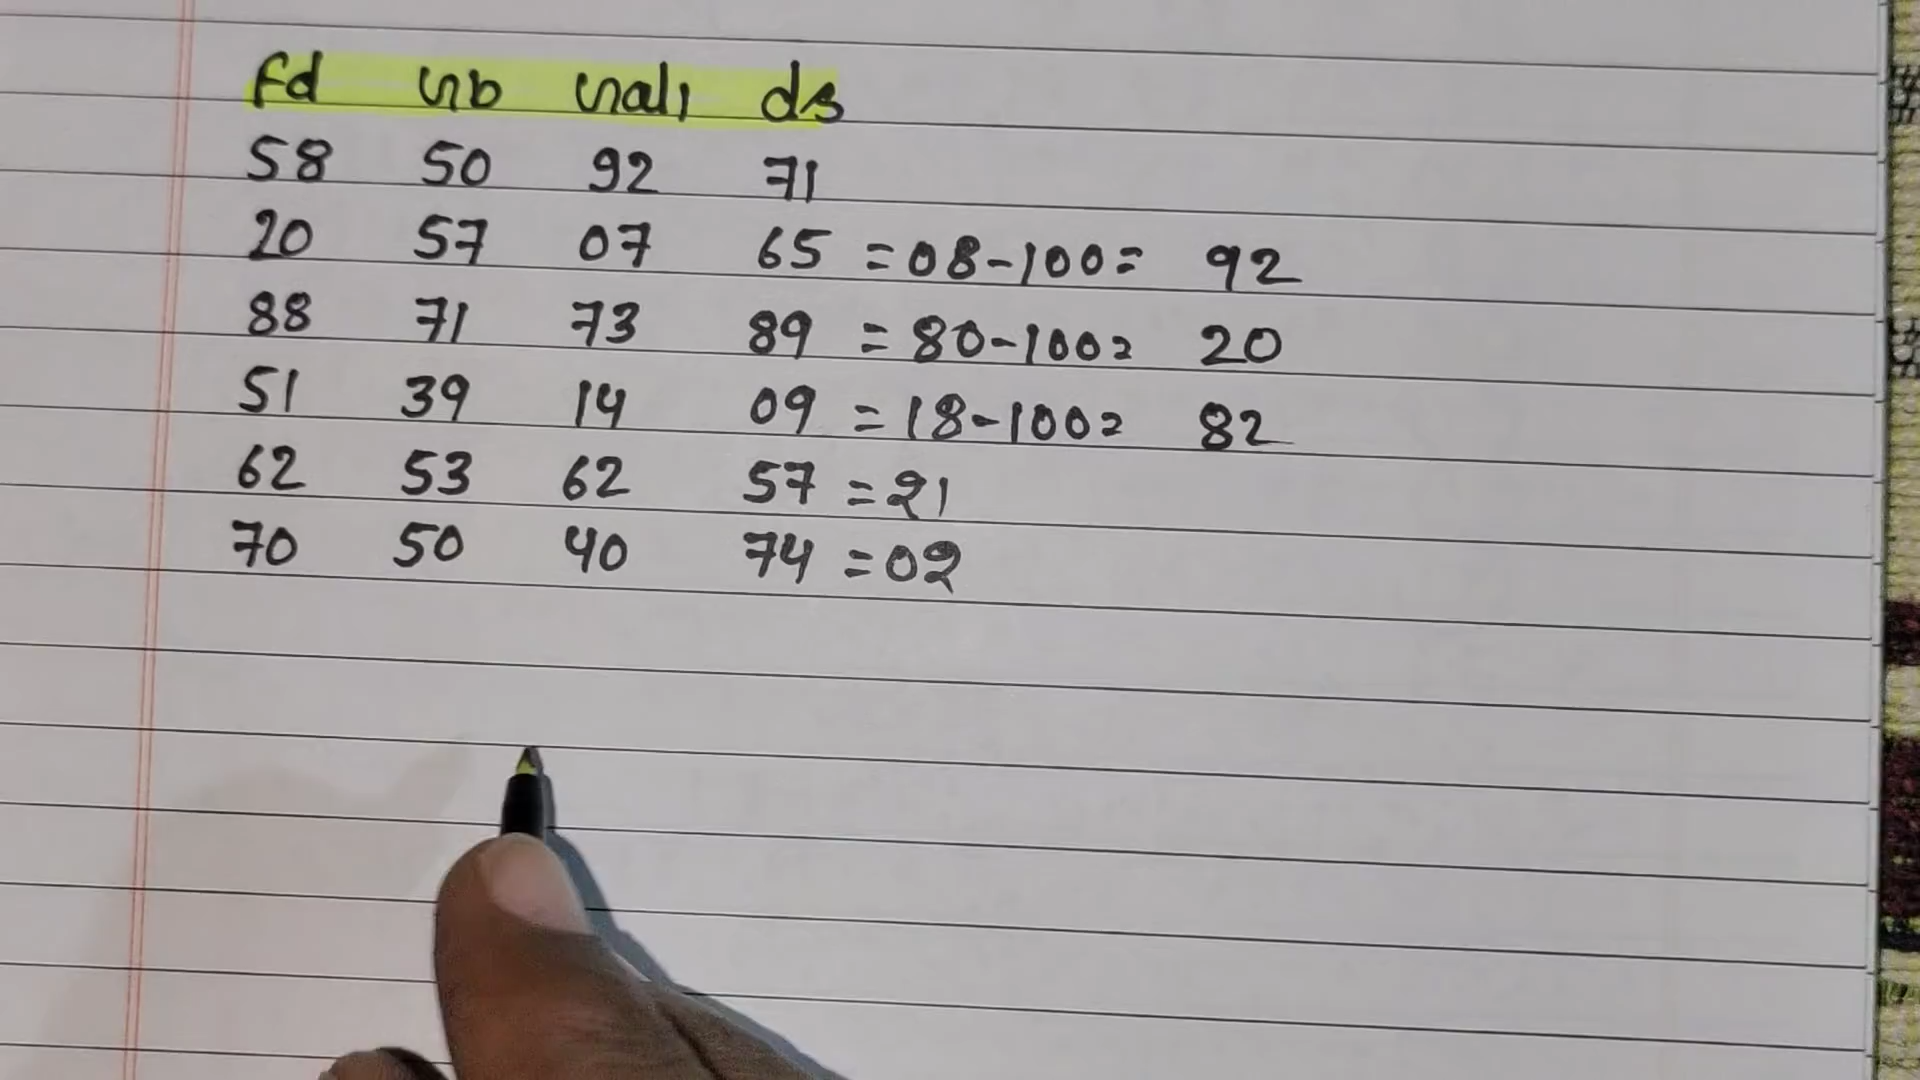 Fd Gb Gali ds
58 50 92 71
20 57 07 65 = 08-100= 92
88 71 73 89 = 80-100= 20
51 39 14 09 = 18-100= 82
62 53 62 57 = 21
70 50 40 74 = 02